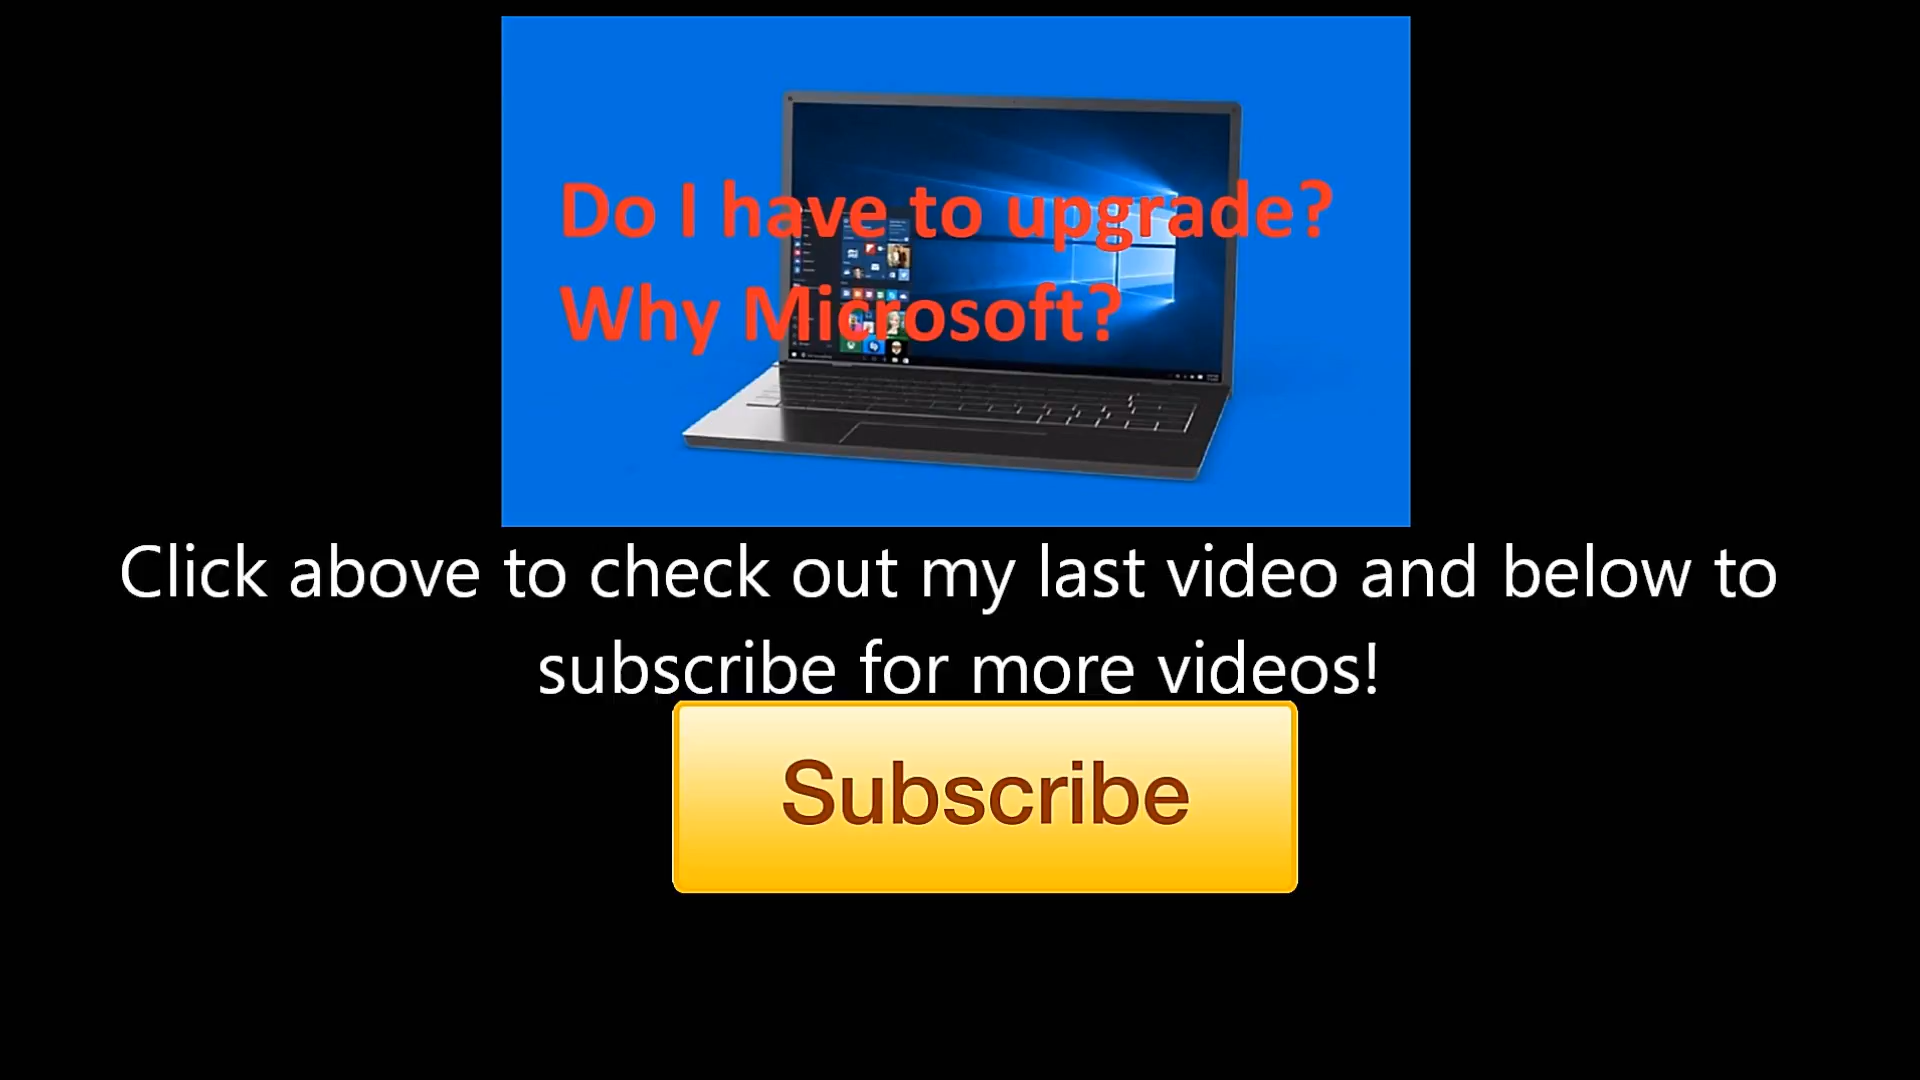 Do I have to upgrade?
Why Microsoft?
Click above to check out my last video and below to
subscribe for more videos!
Subscribe